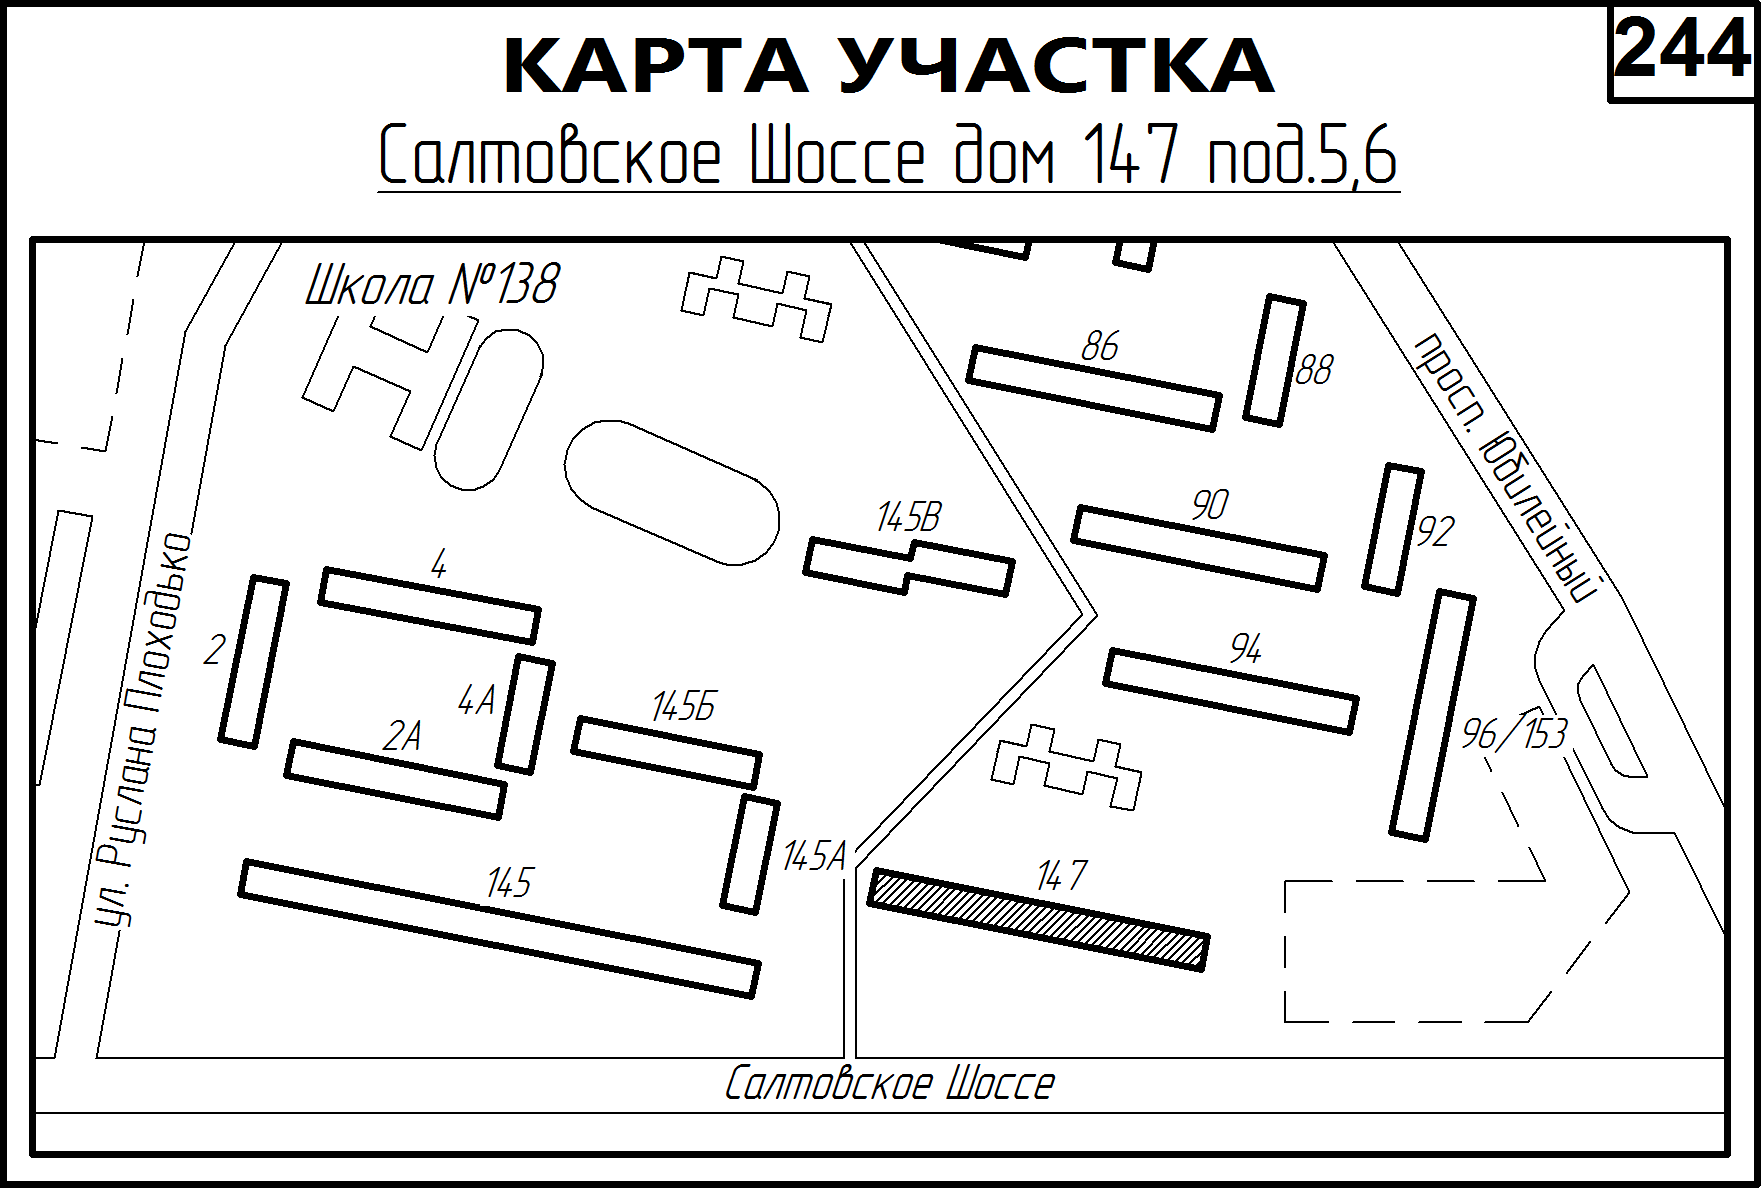 244
КАРТА УЧАСТКА
Салтовское Шоссе дом 147 под.5,6
Школа №138
86
88
просп. Юбилейный
90
92
145В
4
2
ул. Руслана Плоходько
94
4А
145Б
2А
96/153
145А
145
147
Салтовское Шоссе